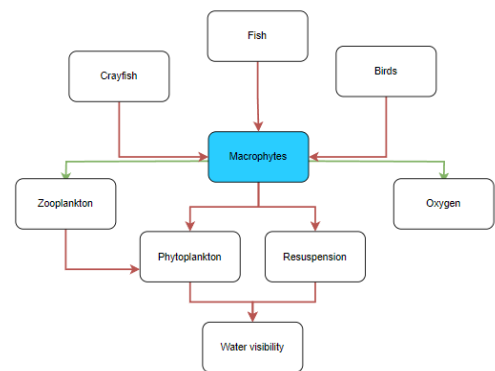 Fish
Crayfish
Birds
Macrophytes
Zooplankton
Oxygen
Phytoplankton
Resuspension
Water visibility